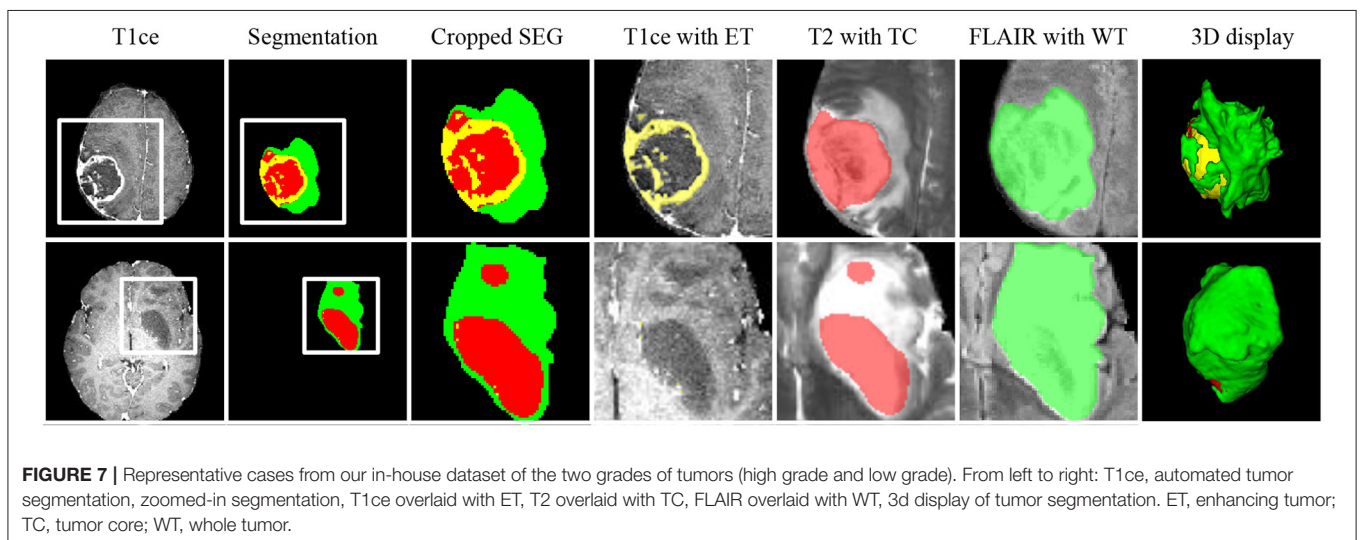 T1ce Segmentation Cropped SEG T1ce with ET T2 with TC FLAIR with WT 3D display
FIGURE 7 | Representative cases from our in-house dataset of the two grades of tumors (high grade and low grade). From left to right: T1ce, automated tumor
segmentation, zoomed-in segmentation, T1ce overlaid with ET, T2 overlaid with TC, FLAIR overlaid with WT, 3d display of tumor segmentation. ET, enhancing tumor;
TC, tumor core; WT, whole tumor.